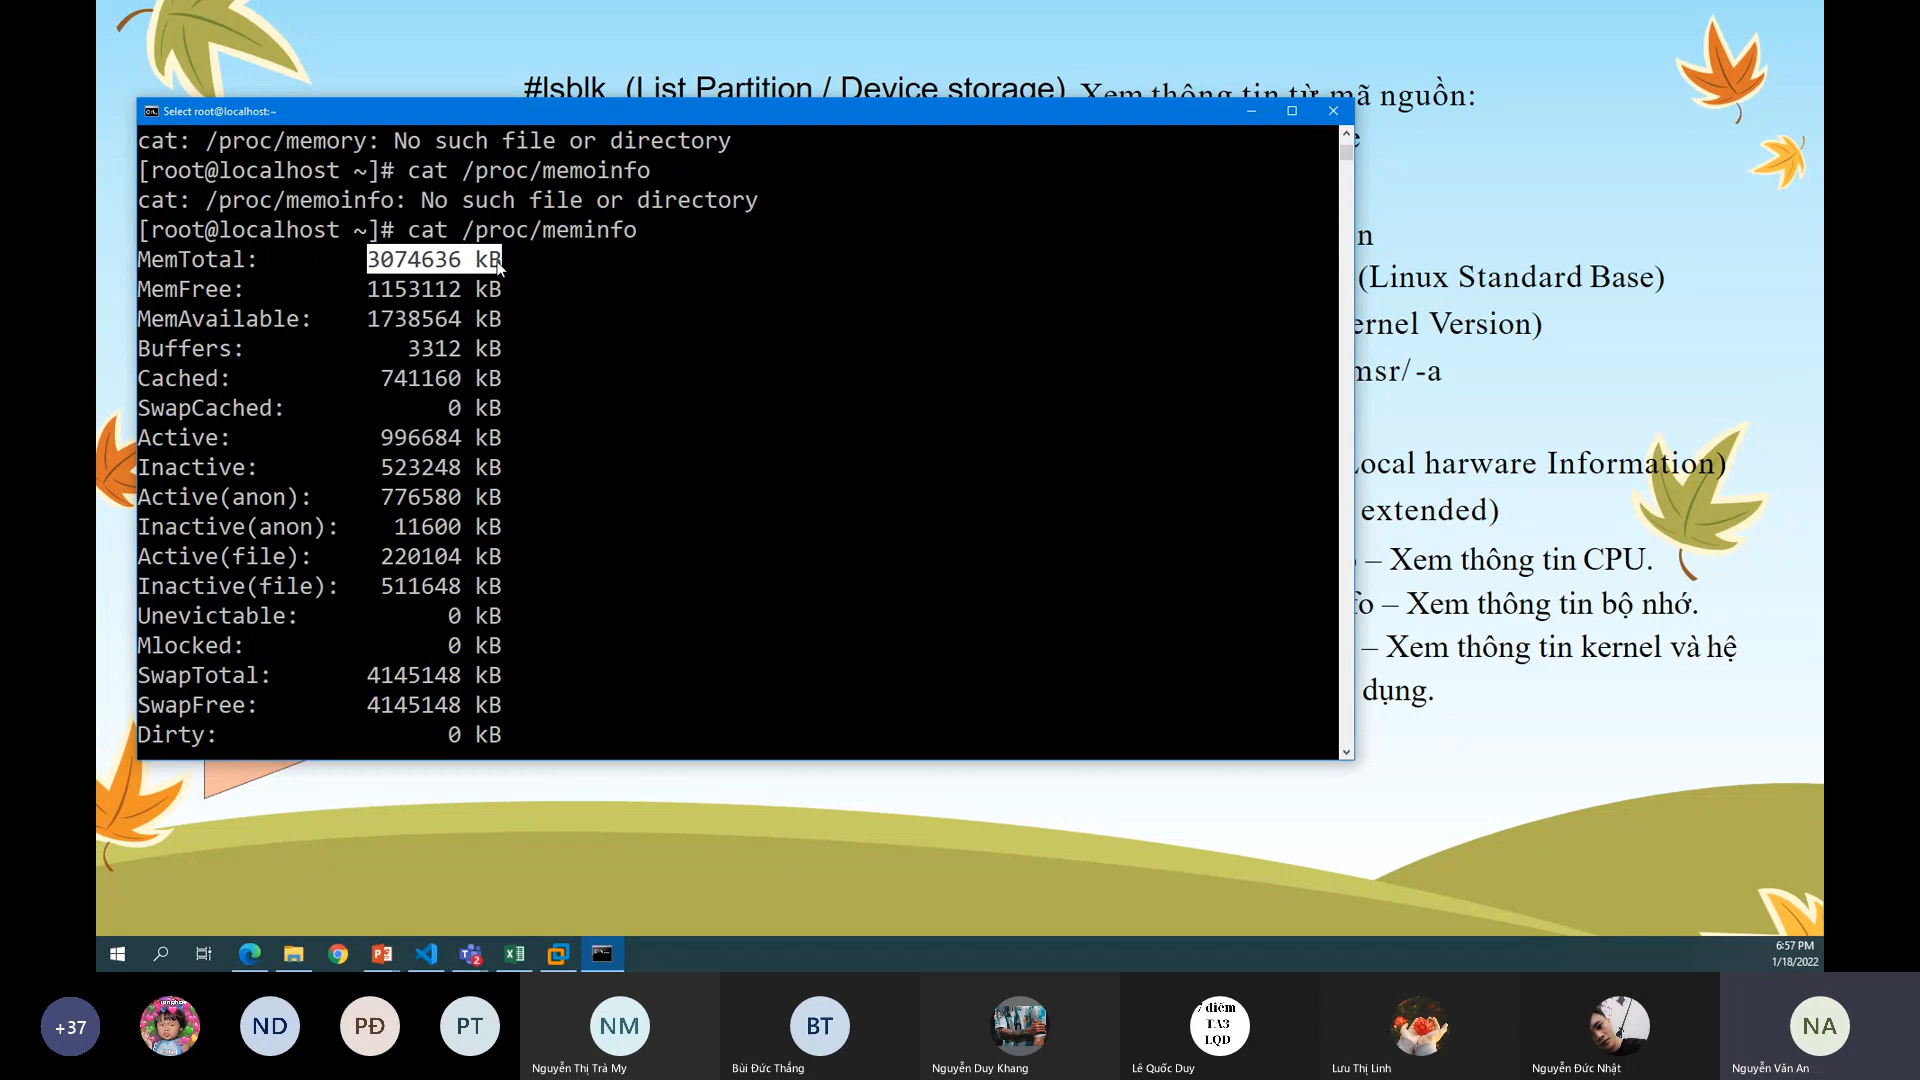 #lsblk (List Partition / Device storage) Xem thông tin từ mã nguồn:
Select root@localhost:~
cat: /proc/memory: No such file or directory
[root@localhost ~]# cat /proc/memoinfo
cat: /proc/memoinfo: No such file or directory
[root@localhost ~]# cat /proc/meminfo
MemTotal: 3074636 kB
MemFree: 1153112 kB
MemAvailable: 1738564 kB
Buffers: 3312 kB
Cached: 741160 kB
SwapCached: 0 kB
Active: 996684 kB
Inactive: 523248 kB
Active(anon): 776580 kB
Inactive(anon): 11600 kB
Active(file): 220104 kB
Inactive(file): 511648 kB
Unevictable: 0 kB
Mlocked: 0 kB
SwapTotal: 4145148 kB
SwapFree: 4145148 kB
Dirty: 0 kB
n
(Linux Standard Base)
ernel Version)
msr/ -a
ocal harware Information)
extended)
– Xem thông tin CPU.
fo – Xem thông tin bộ nhớ.
– Xem thông tin kernel và hệ
dụng.
2
6:57 PM
1/18/2022
+37
ND
PĐ
PT
NM
Nguyễn Thị Trà My
BT
Bùi Đức Thắng
Nguyễn Duy Khang
7 điểm
TA3
LQD
Lê Quốc Duy
Lưu Thị Linh
Nguyễn Đức Nhật
NA
Nguyễn Văn An